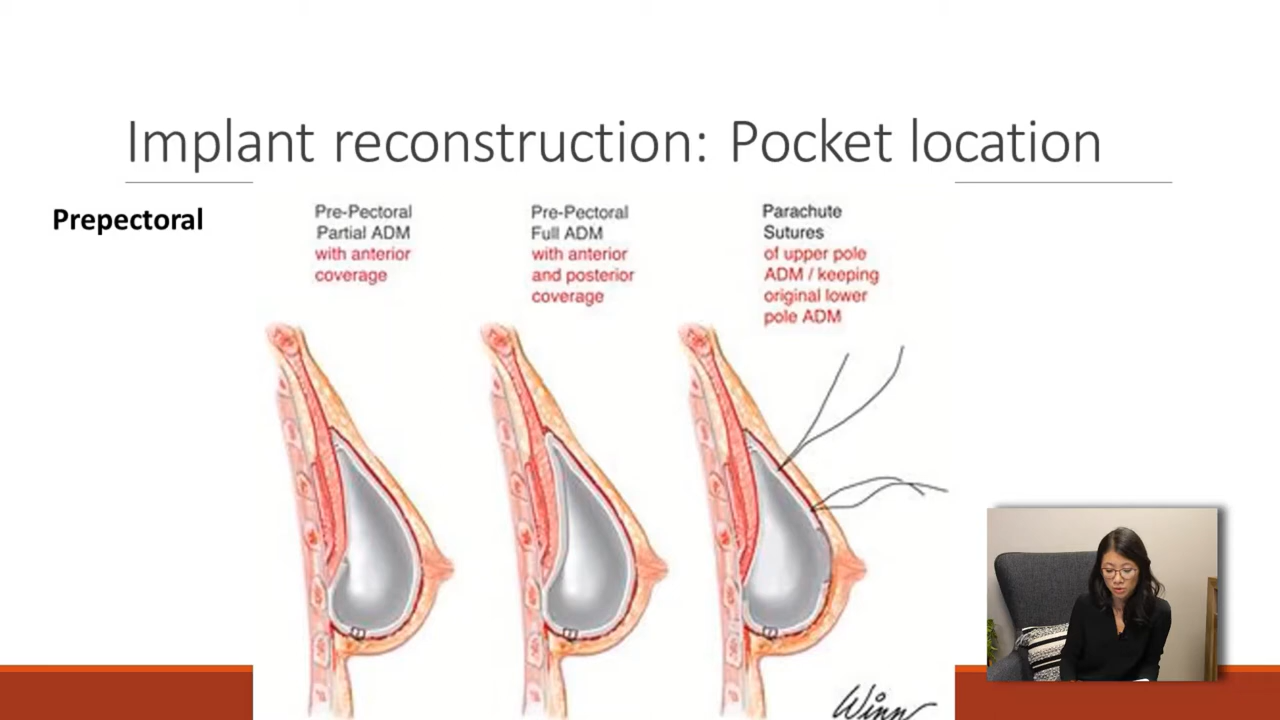 Implant reconstruction: Pocket location
Prepectoral
Pre-Pectoral
Partial ADM
with anterior
coverage
Pre-Pectoral
Full ADM
with anterior
and posterior
coverage
Parachute
Sutures
of upper pole
ADM / keeping
original lower
pole ADM
Winn